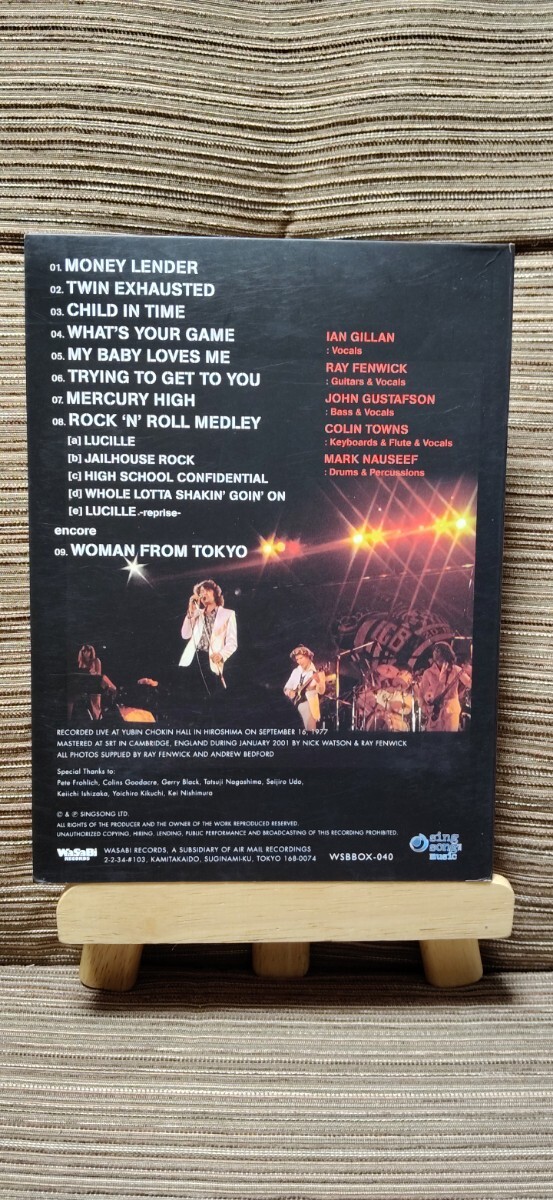 01. MONEY LENDER
02. TWIN EXHAUSTED
03. CHILD IN TIME
04. WHAT'S YOUR GAME
05. MY BABY LOVES ME
06. TRYING TO GET TO YOU
07. MERCURY HIGH
08. ROCK 'N' ROLL MEDLEY
[a] LUCILLE
[b] JAILHOUSE ROCK
[c] HIGH SCHOOL CONFIDENTIAL
[d] WHOLE LOTTA SHAKIN' GOIN' ON
[e] LUCILLE -reprise-
encore
09. WOMAN FROM TOKYO
IAN GILLAN
: Vocals
RAY FENWICK
: Guitars & Vocals
JOHN GUSTAFSON
: Bass & Vocals
COLIN TOWNS
: Keyboards & Flute & Vocals
MARK NAUSEEF
: Drums & Percussions
IGB
RECORDED LIVE AT YUBIN CHOKIN HALL IN HIROSHIMA ON SEPTEMBER 16, 1977
MASTERED AT SRT IN CAMBRIDGE, ENGLAND DURING JANUARY 2001 BY NICK WATSON & RAY FENWICK
ALL PHOTOS SUPPLIED BY RAY FENWICK AND ANDREW BEDFORD
Special Thanks to:
Pete Frohlich, Colins Goodacre, Gerry Black, Tatsuji Nagashima, Seijiro Udo,
Keiichi Ishizaka, Yoichiro Kikuchi, Kei Nishimura
© & ℗ SINGSONG LTD.
ALL RIGHTS OF THE PRODUCER AND THE OWNER OF THE WORK REPRODUCED RESERVED.
UNAUTHORIZED COPYING, HIRING. LENDING, PUBLIC PERFORMANCE AND BROADCASTING OF THIS RECORDING PROHIBITED.
WaSaBi
RECORDS
WASABI RECORDS, A SUBSIDIARY OF AIR MAIL RECORDINGS
2-2-34-#103, KAMITAKAIDO, SUGINAMI-KU, TOKYO 168-0074
WSBBOX-040
sing
song
music